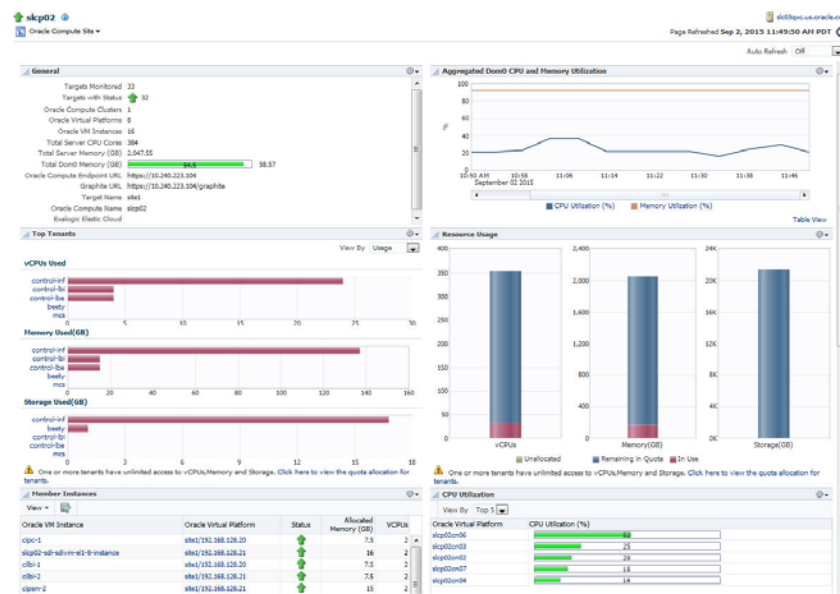 slcp02
Oracle Compute Site
Page Refreshed Sep 2, 2015 11:49:50 AM PDT
Auto Refresh Off
General
Targets Monitored 33
Targets with Status 32
Oracle Compute Clusters 1
Oracle Virtual Platforms 8
Oracle VM Instances 16
Total Server CPU Cores 384
Total Server Memory (GB) 2,047.55
Total Dom0 Memory (GB) 54.6 58.57
Oracle Compute Endpoint URL https://10.240.223.104
Graphite URL https://10.240.223.104/graphite
Target Name site1
Oracle Compute Name slcp02
Exalogic Elastic Cloud
Aggregated Dom0 CPU and Memory Utilization
100
80
%
60
40
20
0
10:50 AM 10:58 11:06 11:14 11:22 11:30 11:38 11:46
September 02 2015
CPU Utilization (%) Memory Utilization (%)
Table View
Top Tenants
View By Usage
vCPUs Used
control-inf
control-lbi
control-lbe
beety
mcs
0 5 10 15 20 25 30
Memory Used(GB)
control-inf
control-lbi
control-lbe
beety
mcs
0 20 40 60 80 100 120 140 160
Storage Used(GB)
control-inf
beety
control-lbi
control-lbe
mcs
0 3 6 9 12 15 18
One or more tenants have unlimited access to vCPUs,Memory and Storage. Click here to view the quota allocation for
tenants.
Resource Usage
400
350
300
250
200
150
100
50
0
vCPUs
2,400
2,000
1,600
1,200
800
400
0
Memory(GB)
24K
20K
16K
12K
8K
4K
0K
Storage(GB)
Unallocated Remaining in Quota In Use
One or more tenants have unlimited access to vCPUs,Memory and Storage. Click here to view the quota allocation for
tenants.
Member Instances
View
Oracle VM Instance Oracle Virtual Platform Status Allocated Memory (GB) VCPUs
cipc-1 site1/192.168.128.20 7.5 2
slcp02-sdi-sdivm-el1-8-instance site1/192.168.128.21 16 2
cilbi-1 site1/192.168.128.20 7.5 2
cilbi-2 site1/192.168.128.21 7.5 2
cipsm-2 site1/192.168.128.21 15 2
CPU Utilization
View By Top 5
Oracle Virtual Platform CPU Utilization (%)
slcp02cn06 52
slcp02cn03 25
slcp02cn02
slcp02cn07 18
slcp02cn04 14